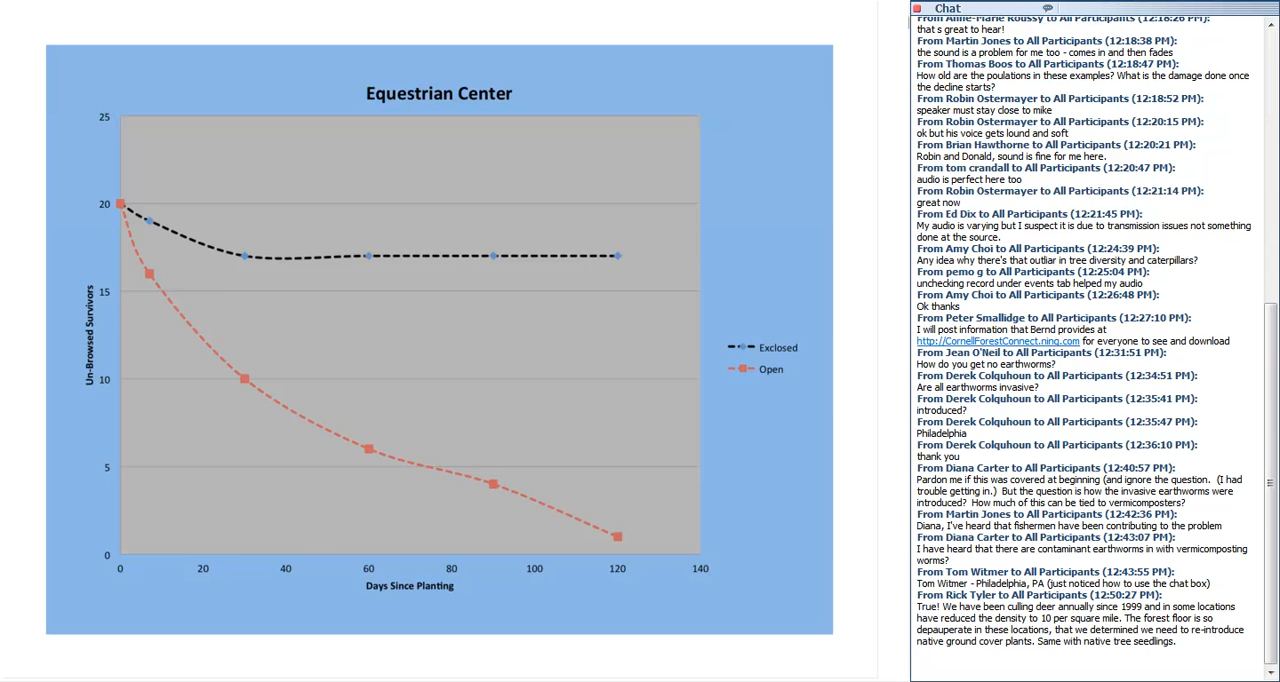 Equestrian Center
25
20
15
10
5
0
Un-Browsed Survivors
0 20 40 60 80 100 120 140
Days Since Planting
Exclosed
Open
Chat
From Anne-Marie Roussy to All Participants (12:18:26 PM):
that s great to hear!
From Martin Jones to All Participants (12:18:38 PM):
the sound is a problem for me too - comes in and then fades
From Thomas Boos to All Participants (12:18:47 PM):
How old are the poulations in these examples? What is the damage done once
the decline starts?
From Robin Ostermayer to All Participants (12:18:52 PM):
speaker must stay close to mike
From Robin Ostermayer to All Participants (12:20:15 PM):
ok but his voice gets lound and soft
From Brian Hawthorne to All Participants (12:20:21 PM):
Robin and Donald, sound is fine for me here.
From tom crandall to All Participants (12:20:47 PM):
audio is perfect here too
From Robin Ostermayer to All Participants (12:21:14 PM):
great now
From Ed Dix to All Participants (12:21:45 PM):
My audio is varying but I suspect it is due to transmission issues not something
done at the source.
From Amy Choi to All Participants (12:24:39 PM):
Any idea why there's that outliar in tree diversity and caterpillars?
From pemo g to All Participants (12:25:04 PM):
unchecking record under events tab helped my audio
From Amy Choi to All Participants (12:26:48 PM):
Ok thanks
From Peter Smallidge to All Participants (12:27:10 PM):
I will post information that Bernd provides at
http://CornellForestConnect.ning.com for everyone to see and download
From Jean O'Neil to All Participants (12:31:51 PM):
How do you get no earthworms?
From Derek Colquhoun to All Participants (12:34:51 PM):
Are all earthworms invasive?
From Derek Colquhoun to All Participants (12:35:41 PM):
introduced?
From Derek Colquhoun to All Participants (12:35:47 PM):
Philadelphia
From Derek Colquhoun to All Participants (12:36:10 PM):
thank you
From Diana Carter to All Participants (12:40:57 PM):
Pardon me if this was covered at beginning (and ignore the question. (I had
trouble getting in.) But the question is how the invasive earthworms were
introduced? How much of this can be tied to vermicomposters?
From Martin Jones to All Participants (12:42:36 PM):
Diana, I've heard that fishermen have been contributing to the problem
From Diana Carter to All Participants (12:43:07 PM):
I have heard that there are contaminant earthworms in with vermicomposting
worms?
From Tom Witmer to All Participants (12:43:55 PM):
Tom Witmer - Philadelphia, PA (just noticed how to use the chat box)
From Rick Tyler to All Participants (12:50:27 PM):
True! We have been culling deer annually since 1999 and in some locations
have reduced the density to 10 per square mile. The forest floor is so
depauperate in these locations, that we determined we need to re-introduce
native ground cover plants. Same with native tree seedlings.